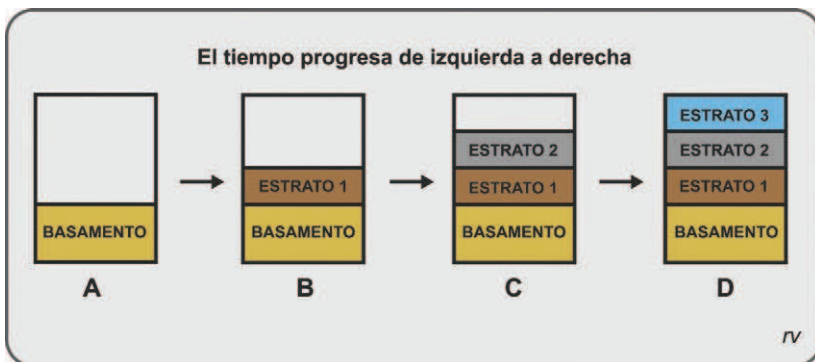 El tiempo progresa de izquierda a derecha
ESTRATO 3
ESTRATO 2
ESTRATO 2
ESTRATO 1
ESTRATO 1
ESTRATO 1
BASAMENTO
BASAMENTO
BASAMENTO
BASAMENTO
A
B
C
D
rv